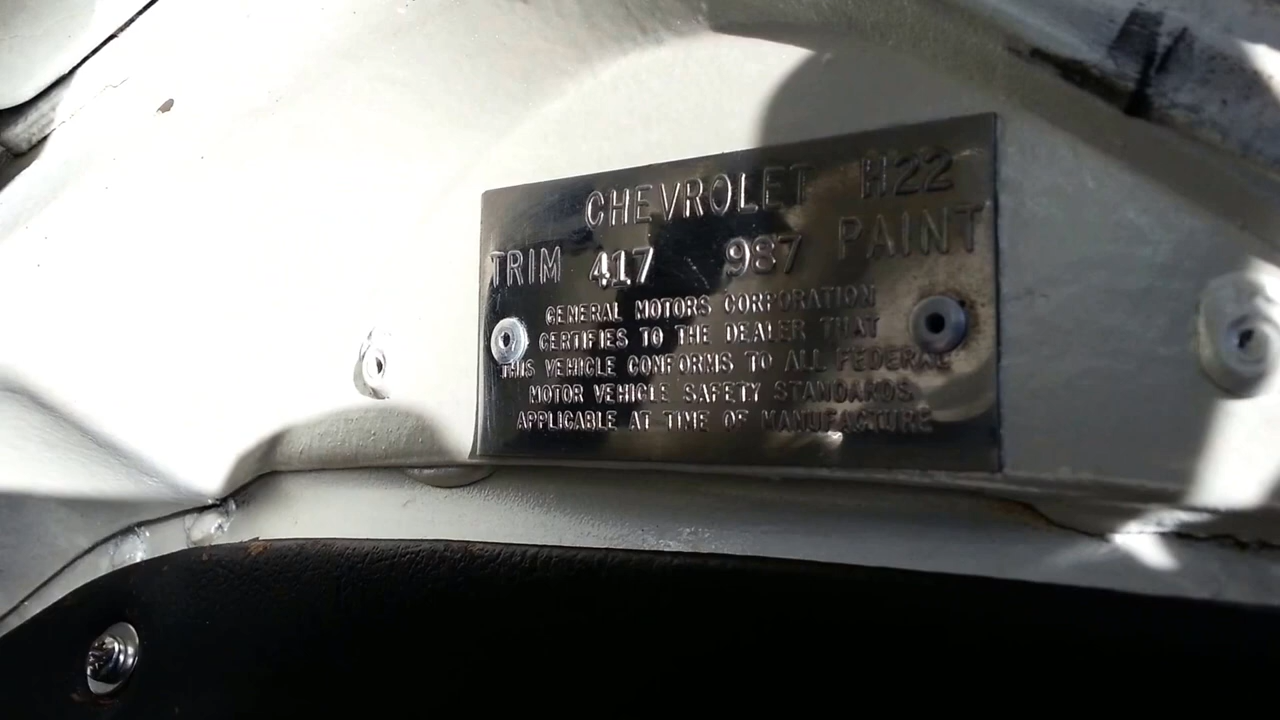 CHEVROLET H22
TRIM 417 987 PAINT
GENERAL MOTORS CORPORATION
CERTIFIES TO THE DEALER THAT
THIS VEHICLE CONFORMS TO ALL FEDERAL
MOTOR VEHICLE SAFETY STANDARDS
APPLICABLE AT TIME OF MANUFACTURE